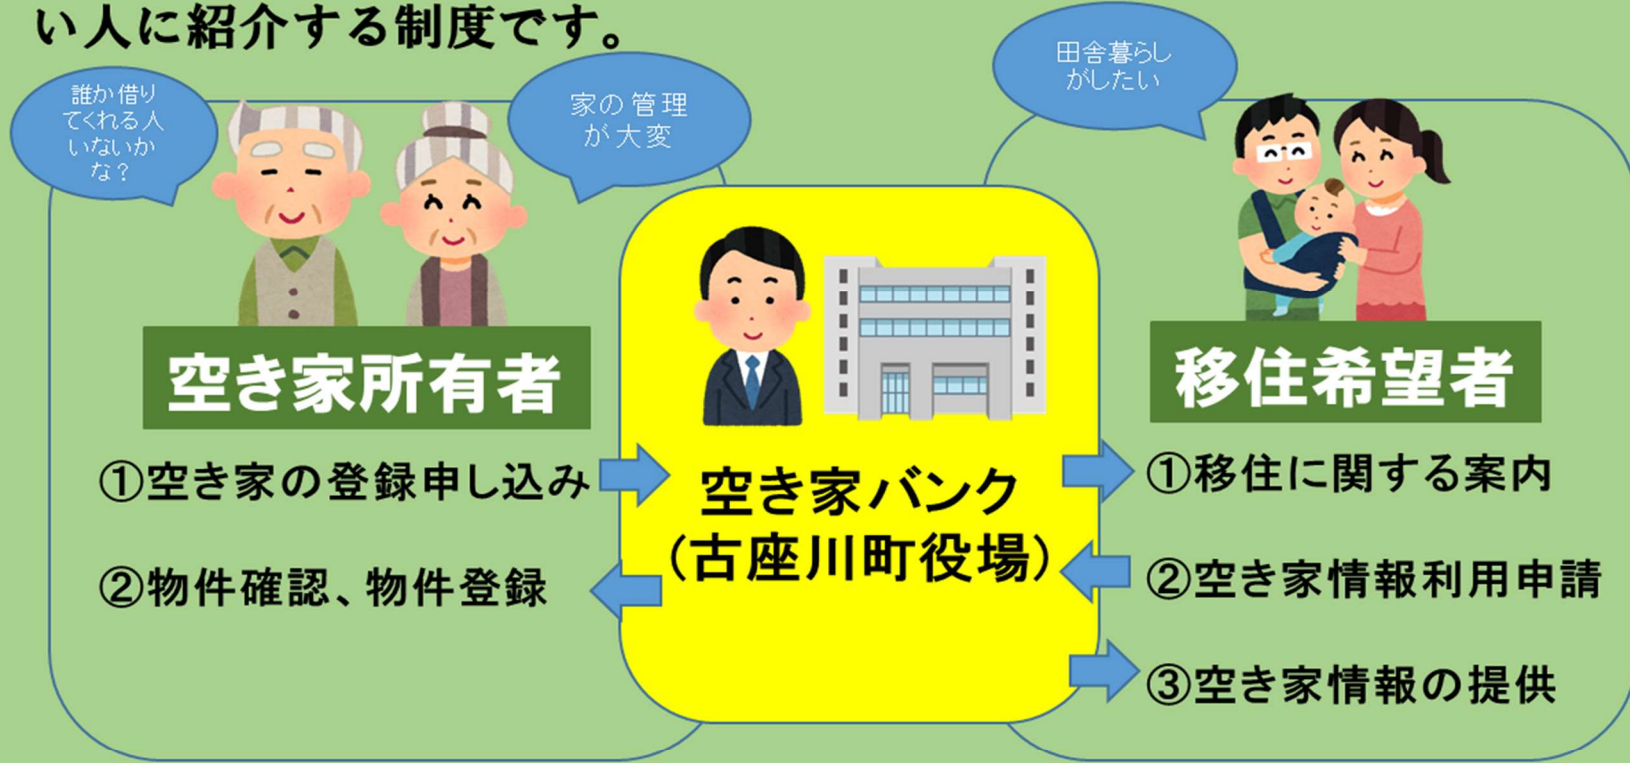 い人に紹介する制度です。
誰か借り
てくれる人
いないか
な？
家の管理
が大変
田舎暮らし
がしたい
空き家所有者
①空き家の登録申し込み
②物件確認、物件登録
空き家バンク
(古座川町役場)
移住希望者
①移住に関する案内
②空き家情報利用申請
③空き家情報の提供